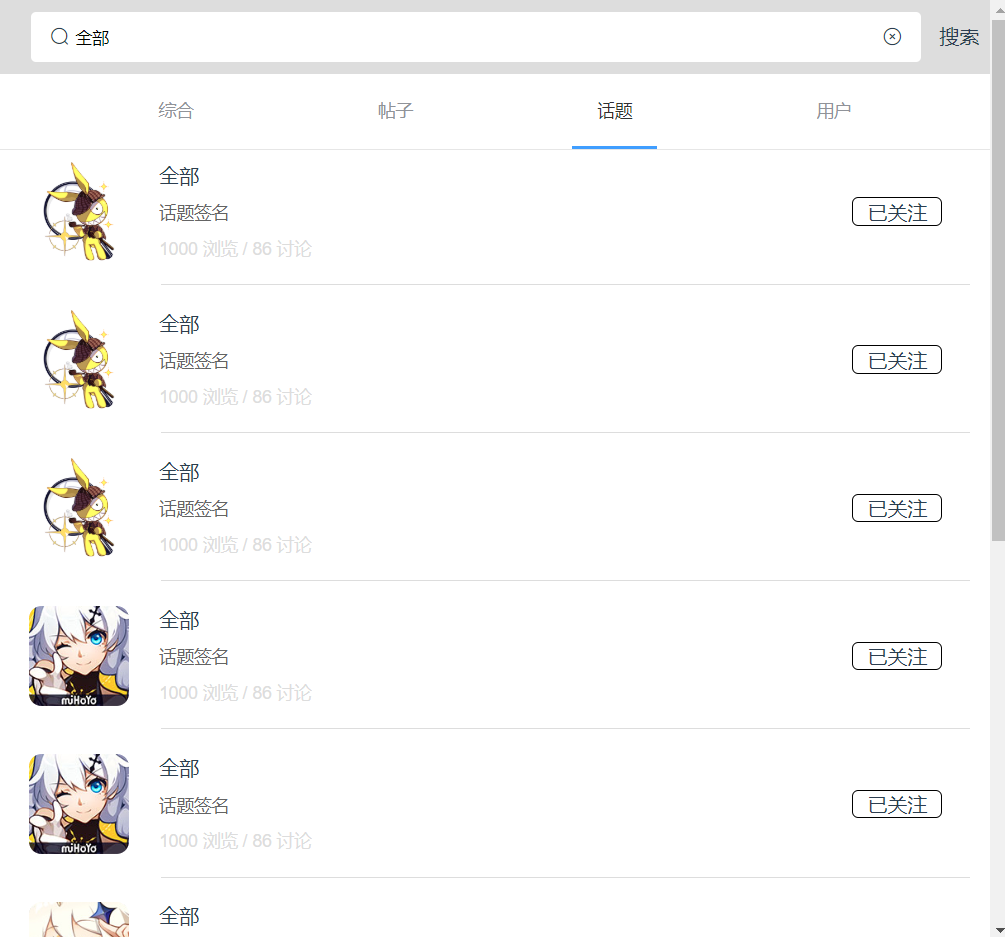 全部
搜索
综合
帖子
话题
用户
全部
话题签名
1000 浏览 / 86 讨论
已关注
全部
话题签名
1000 浏览 / 86 讨论
已关注
全部
话题签名
1000 浏览 / 86 讨论
已关注
全部
话题签名
1000 浏览 / 86 讨论
已关注
miHoYo
全部
话题签名
1000 浏览 / 86 讨论
已关注
miHoYo
全部